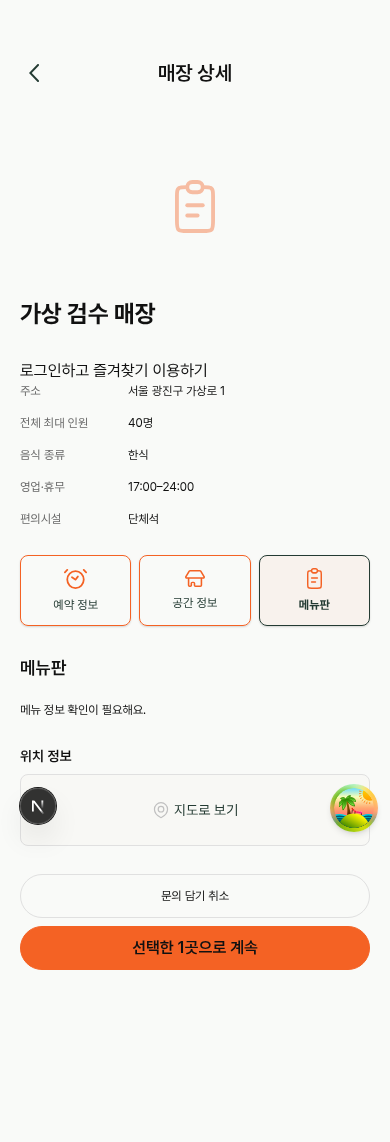 매장 상세
가상 검수 매장
로그인하고 즐겨찾기 이용하기
주소 서울 광진구 가상로 1
전체 최대 인원 40명
음식 종류 한식
영업·휴무 17:00–24:00
편의시설 단체석
예약 정보 공간 정보 메뉴판
메뉴판
메뉴 정보 확인이 필요해요.
위치 정보
N 지도로 보기
문의 담기 취소
선택한 1곳으로 계속